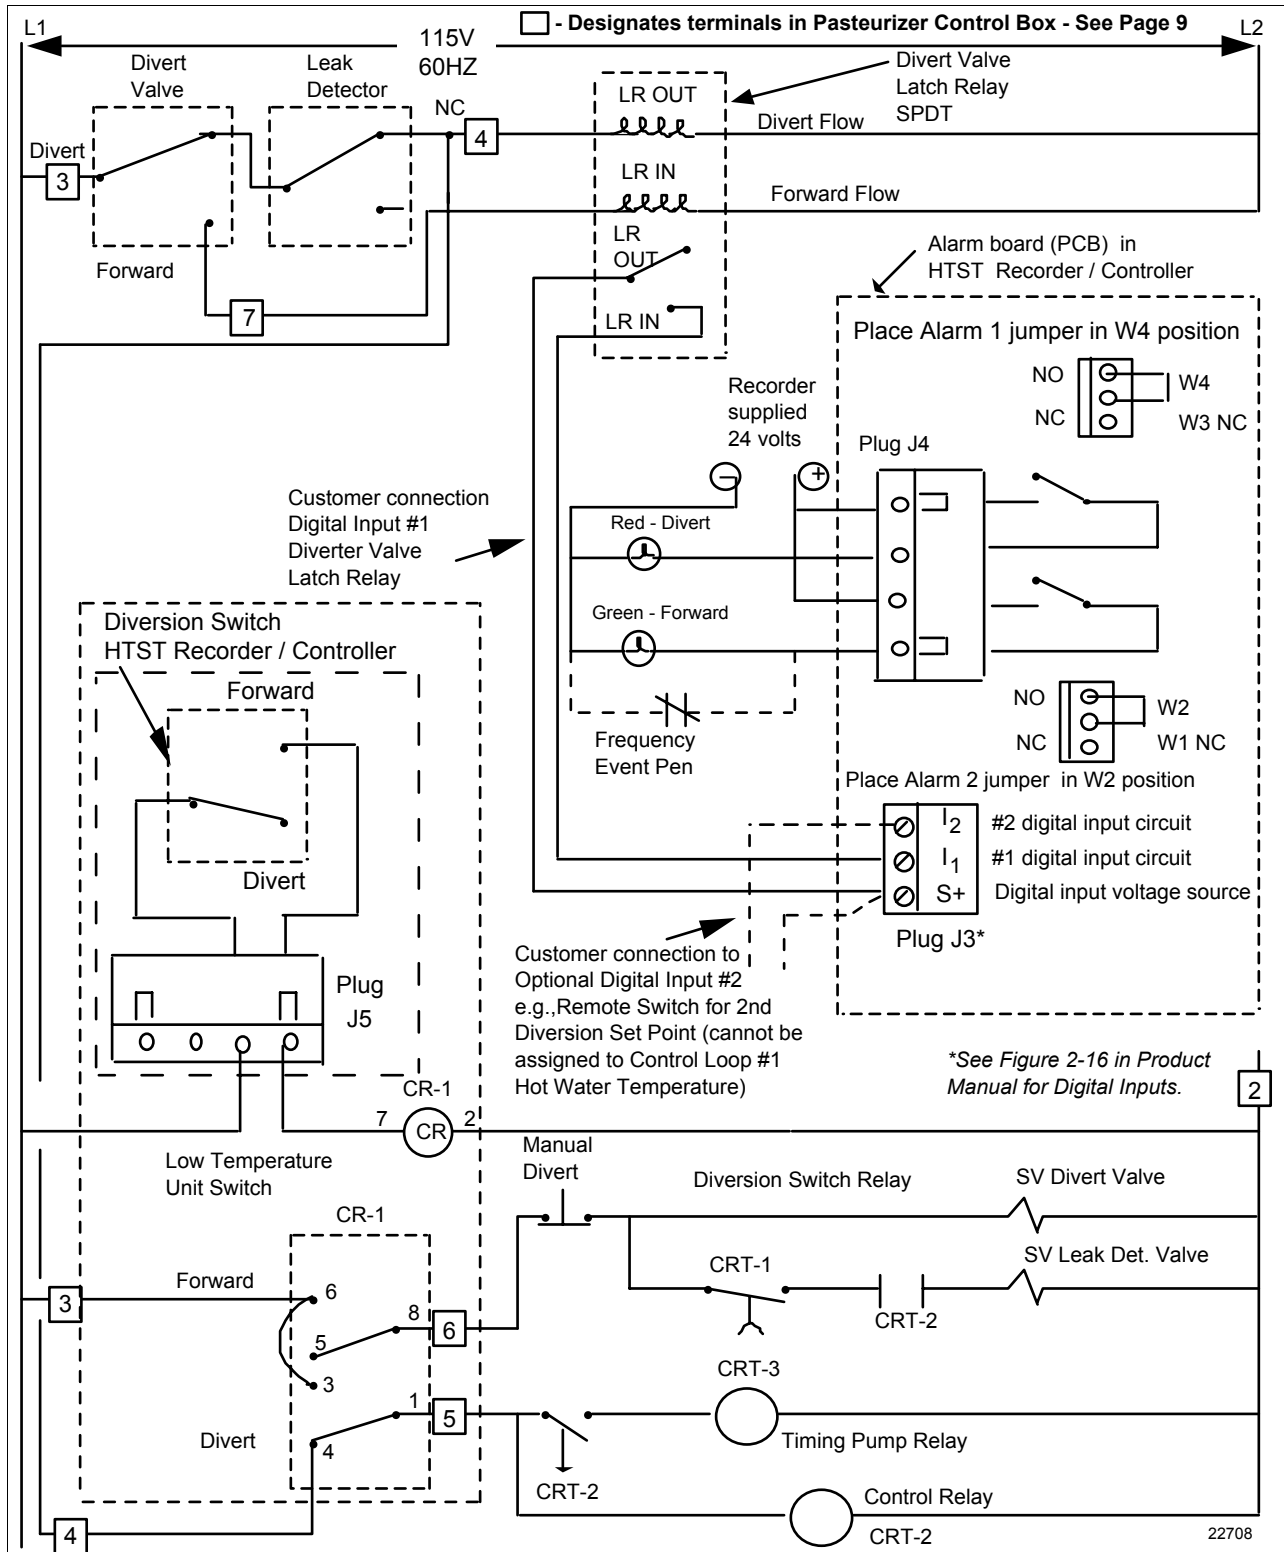 L1
□ - Designates terminals in Pasteurizer Control Box - See Page 9
L2
115V
60HZ
Divert
Valve
Leak
Detector
Divert Valve
Latch Relay
SPDT
LR OUT
NC
4
Divert Flow
Divert
3
LR IN
Forward Flow
Forward
7
LR
OUT
LR IN
Alarm board (PCB) in
HTST Recorder / Controller
Place Alarm 1 jumper in W4 position
NO
W4
NC
W3 NC
Recorder
supplied
24 volts
Plug J4
–
+
Customer connection
Digital Input #1
Diverter Valve
Latch Relay
Red - Divert
Green - Forward
Frequency
Event Pen
NO
W2
NC
W1 NC
Place Alarm 2 jumper in W2 position
I2
#2 digital input circuit
I1
#1 digital input circuit
S+
Digital input voltage source
Plug J3*
Diversion Switch
HTST Recorder / Controller
Forward
Divert
Plug
J5
Customer connection to
Optional Digital Input #2
e.g.,Remote Switch for 2nd
Diversion Set Point (cannot be
assigned to Control Loop #1
Hot Water Temperature)
*See Figure 2-16 in Product
Manual for Digital Inputs.
2
CR-1
7
CR
2
Low Temperature
Unit Switch
Manual
Divert
Diversion Switch Relay
SV Divert Valve
CR-1
CRT-1
SV Leak Det. Valve
Forward
3
6
8
6
5
3
CRT-2
CRT-3
1
5
Divert
4
Timing Pump Relay
CRT-2
Control Relay
CRT-2
4
22708